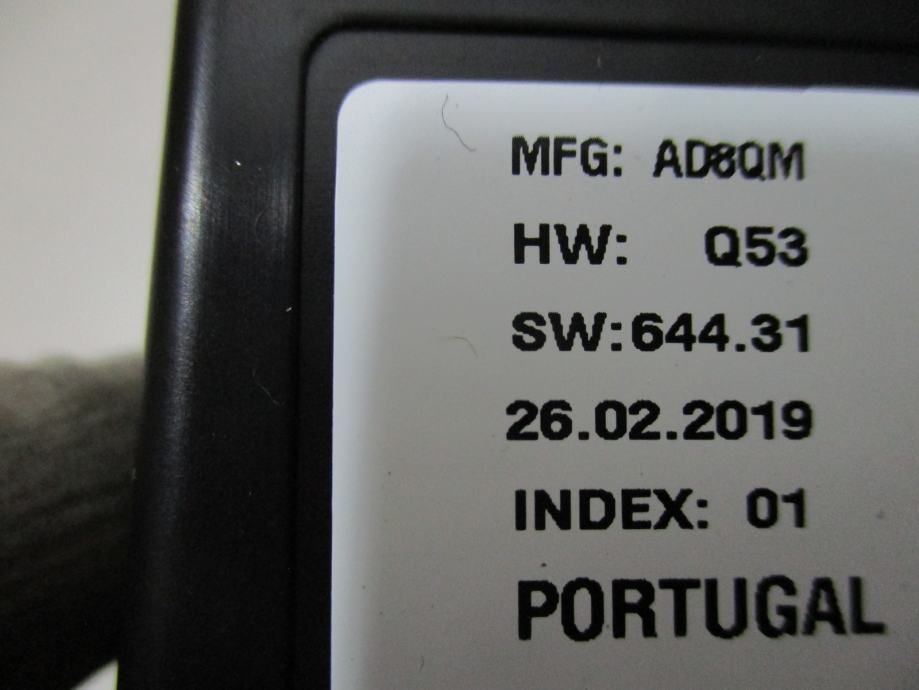 MFG: AD8QM
HW: Q53
SW:644.31
26.02.2019
INDEX: 01
PORTUGAL